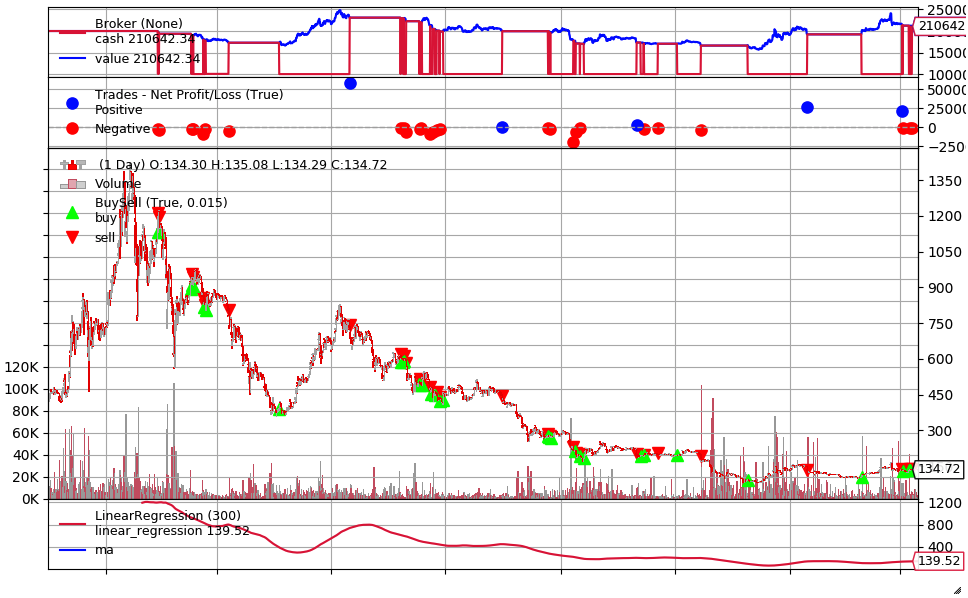 Broker (None)
cash 210642.34
value 210642.34
25000
210642
15000
10000
Trades - Net Profit/Loss (True)
Positive
Negative
50000
25000
0
−2500
(1 Day) O:134.30 H:135.08 L:134.29 C:134.72
Volume
BuySell (True, 0.015)
buy
sell
1350
1200
1050
900
750
600
450
300
134.72
120K
100K
80K
60K
40K
20K
0K
LinearRegression (300)
linear_regression 139.52
ma
1200
800
400
139.52